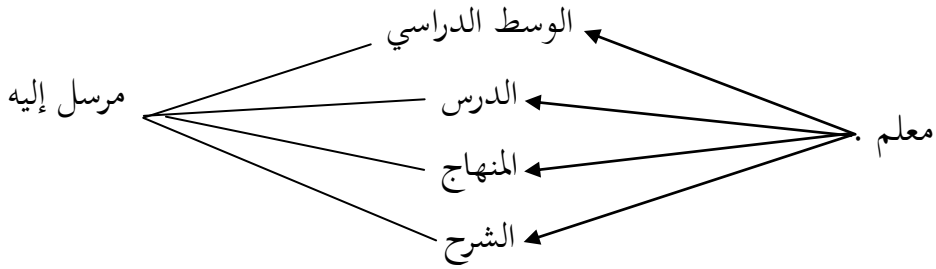 الوسط الدراسي
مرسل إليه
الدرس
معلم .
المنهاج
الشرح